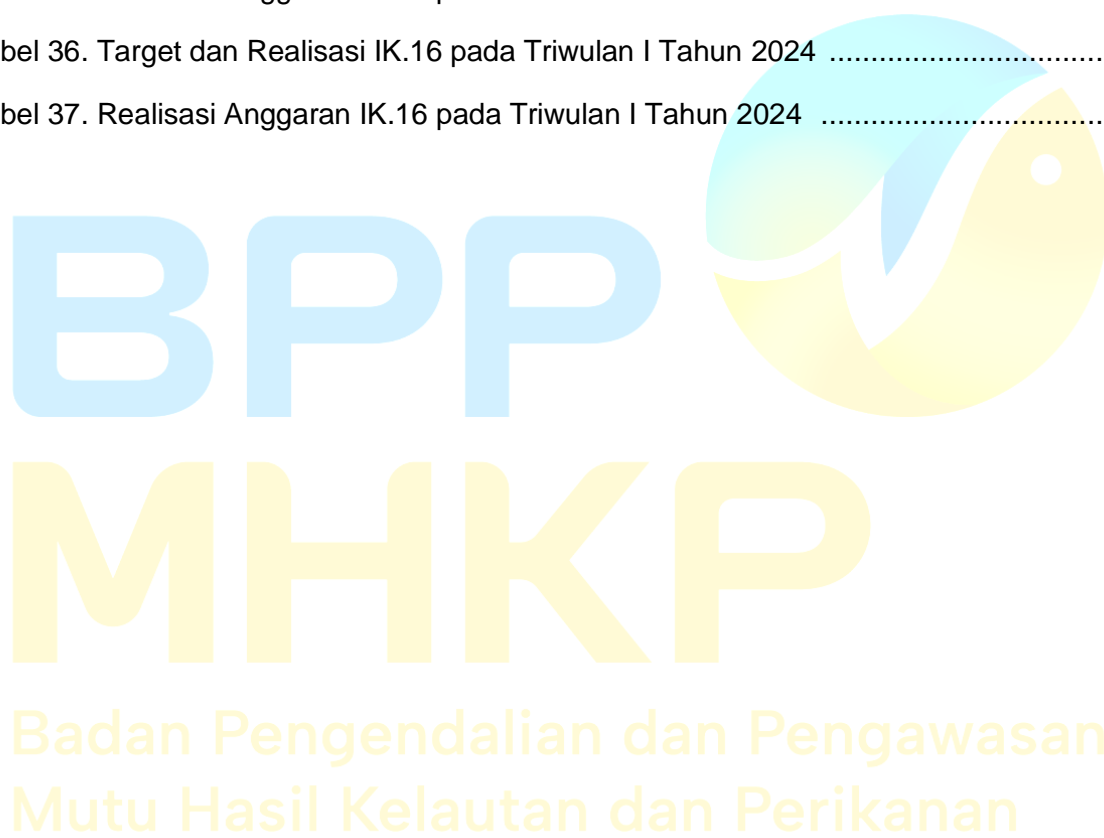 bel 36. Target dan Realisasi IK.16 pada Triwulan I Tahun 2024 .................................
bel 37. Realisasi Anggaran IK.16 pada Triwulan I Tahun 2024 ..................................
BPP
MHKP
Badan Pengendalian dan Pengawasan
Mutu Hasil Kelautan dan Perikanan